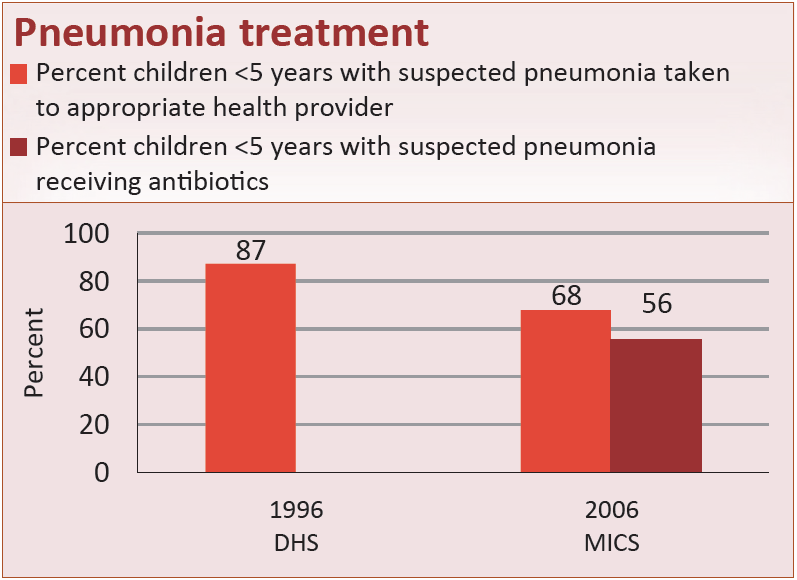 Pneumonia treatment
Percent children <5 years with suspected pneumonia taken
to appropriate health provider
Percent children <5 years with suspected pneumonia
receiving antibiotics
100
80
60
40
20
0
Percent
87
68
56
1996
DHS
2006
MICS